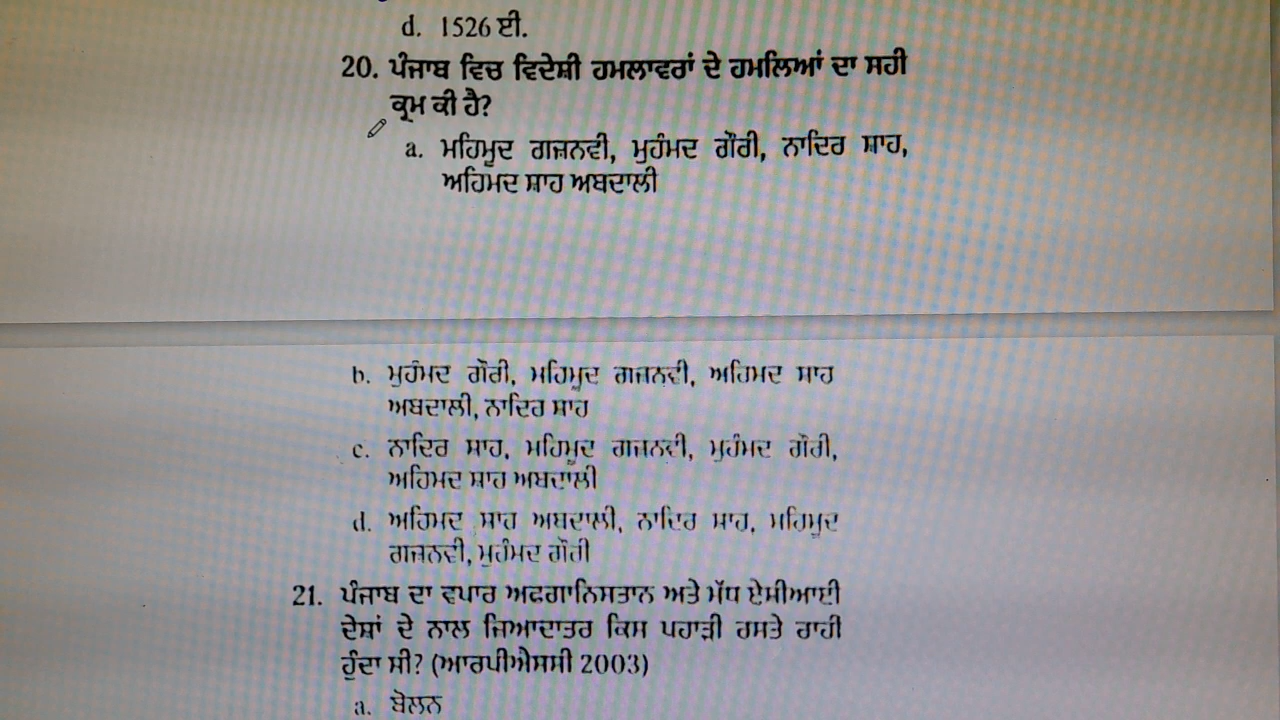 d. 1526 ਈ.
20. ਪੰਜਾਬ ਵਿਚ ਵਿਦੇਸ਼ੀ ਹਮਲਾਵਰਾਂ ਦੇ ਹਮਲਿਆਂ ਦਾ ਸਹੀ
ਕ੍ਰਮ ਕੀ ਹੈ?
a. ਮਹਿਮੂਦ ਗਜ਼ਨਵੀ, ਮੁਹੰਮਦ ਗੌਰੀ, ਨਾਦਿਰ ਸ਼ਾਹ,
ਅਹਿਮਦ ਸ਼ਾਹ ਅਬਦਾਲੀ
b. ਮੁਹੰਮਦ ਗੌਰੀ, ਮਹਿਮੂਦ ਗਜ਼ਨਵੀ, ਅਹਿਮਦ ਸ਼ਾਹ
ਅਬਦਾਲੀ, ਨਾਦਿਰ ਸ਼ਾਹ
c. ਨਾਦਿਰ ਸ਼ਾਹ, ਮਹਿਮੂਦ ਗਜ਼ਨਵੀ, ਮੁਹੰਮਦ ਗੌਰੀ,
ਅਹਿਮਦ ਸ਼ਾਹ ਅਬਦਾਲੀ
d. ਅਹਿਮਦ ਸ਼ਾਹ ਅਬਦਾਲੀ, ਨਾਦਿਰ ਸ਼ਾਹ, ਮਹਿਮੂਦ
ਗਜ਼ਨਵੀ, ਮੁਹੰਮਦ ਗੌਰੀ
21. ਪੰਜਾਬ ਦਾ ਵਪਾਰ ਅਫਗਾਨਿਸਤਾਨ ਅਤੇ ਮੱਧ ਏਸੀਆਈ
ਦੇਸ਼ਾਂ ਦੇ ਨਾਲ ਜ਼ਿਆਦਾਤਰ ਕਿਸ ਪਹਾੜੀ ਰਸਤੇ ਰਾਹੀ
ਹੁੰਦਾ ਸੀ? (ਆਰਪੀਐਸਸੀ 2003)
a. ਬੋਲਨ